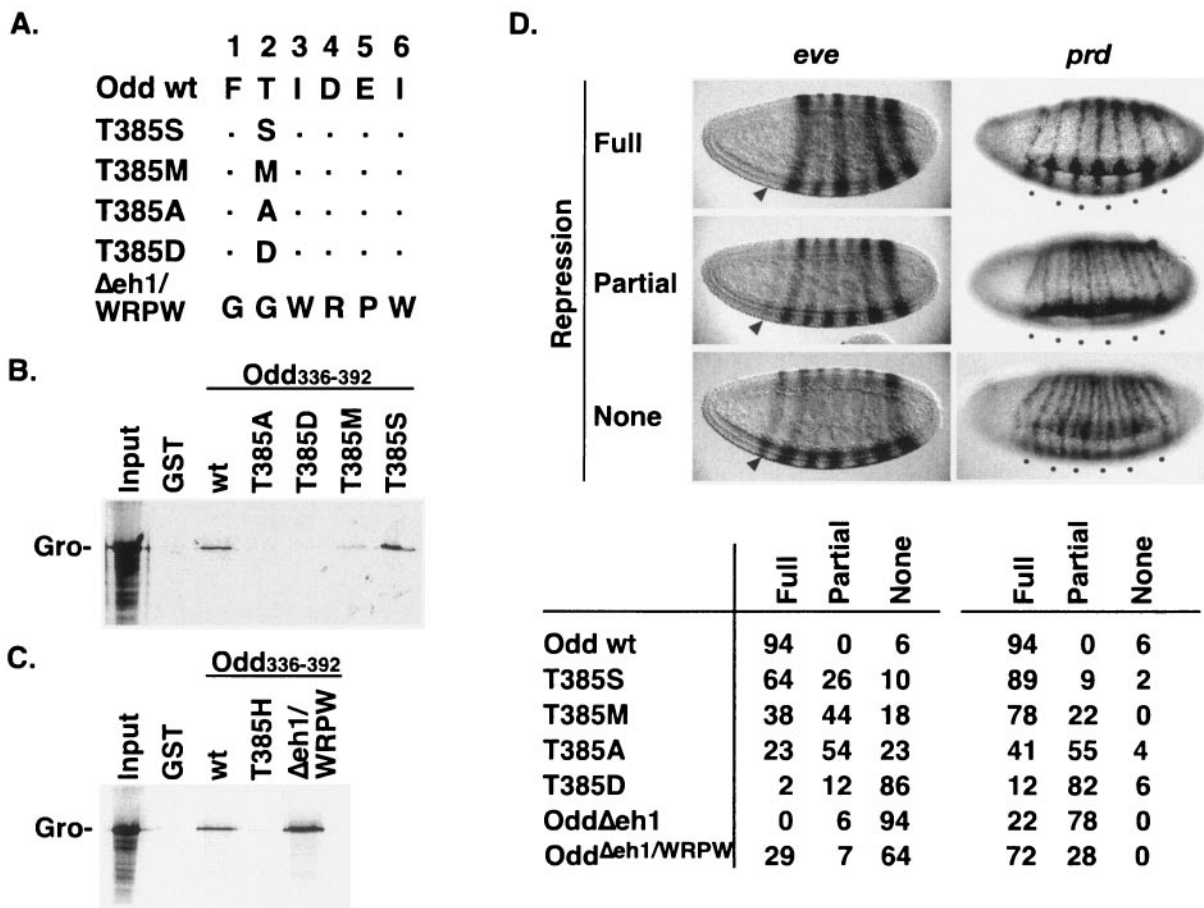 A.
1 2 3 4 5 6
Odd wt F T I D E I
T385S . S . . . .
T385M . M . . . .
T385A . A . . . .
T385D . D . . . .
Δeh1/
WRPW G G W R P W
B.
Odd336-392
Input GST wt T385A T385D T385M T385S
Gro-
C.
Odd336-392
Input GST wt T385H Δeh1/WRPW
Gro-
D.
eve prd
Repression
Full
Partial
None
Full Partial None Full Partial None
Odd wt 94 0 6 94 0 6
T385S 64 26 10 89 9 2
T385M 38 44 18 78 22 0
T385A 23 54 23 41 55 4
T385D 2 12 86 12 82 6
OddΔeh1 0 6 94 22 78 0
OddΔeh1/WRPW 29 7 64 72 28 0